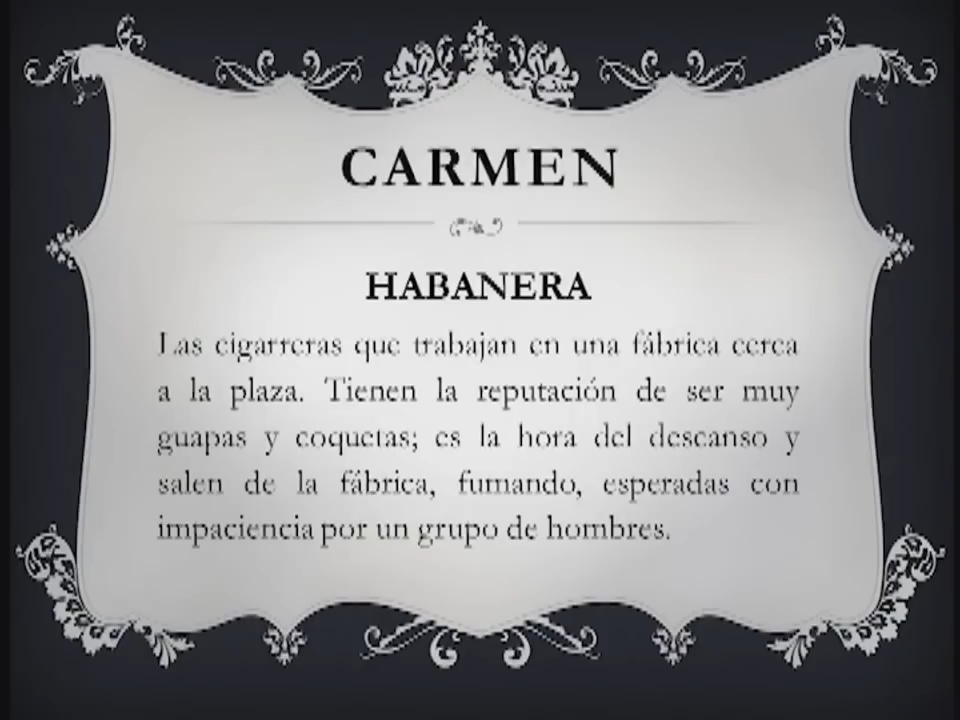 CARMEN
HABANERA
Las cigarreras que trabajan en una fábrica cerca
a la plaza. Tienen la reputación de ser muy
guapas y coquetas; es la hora del descanso y
salen de la fábrica, fumando, esperadas con
impaciencia por un grupo de hombres.